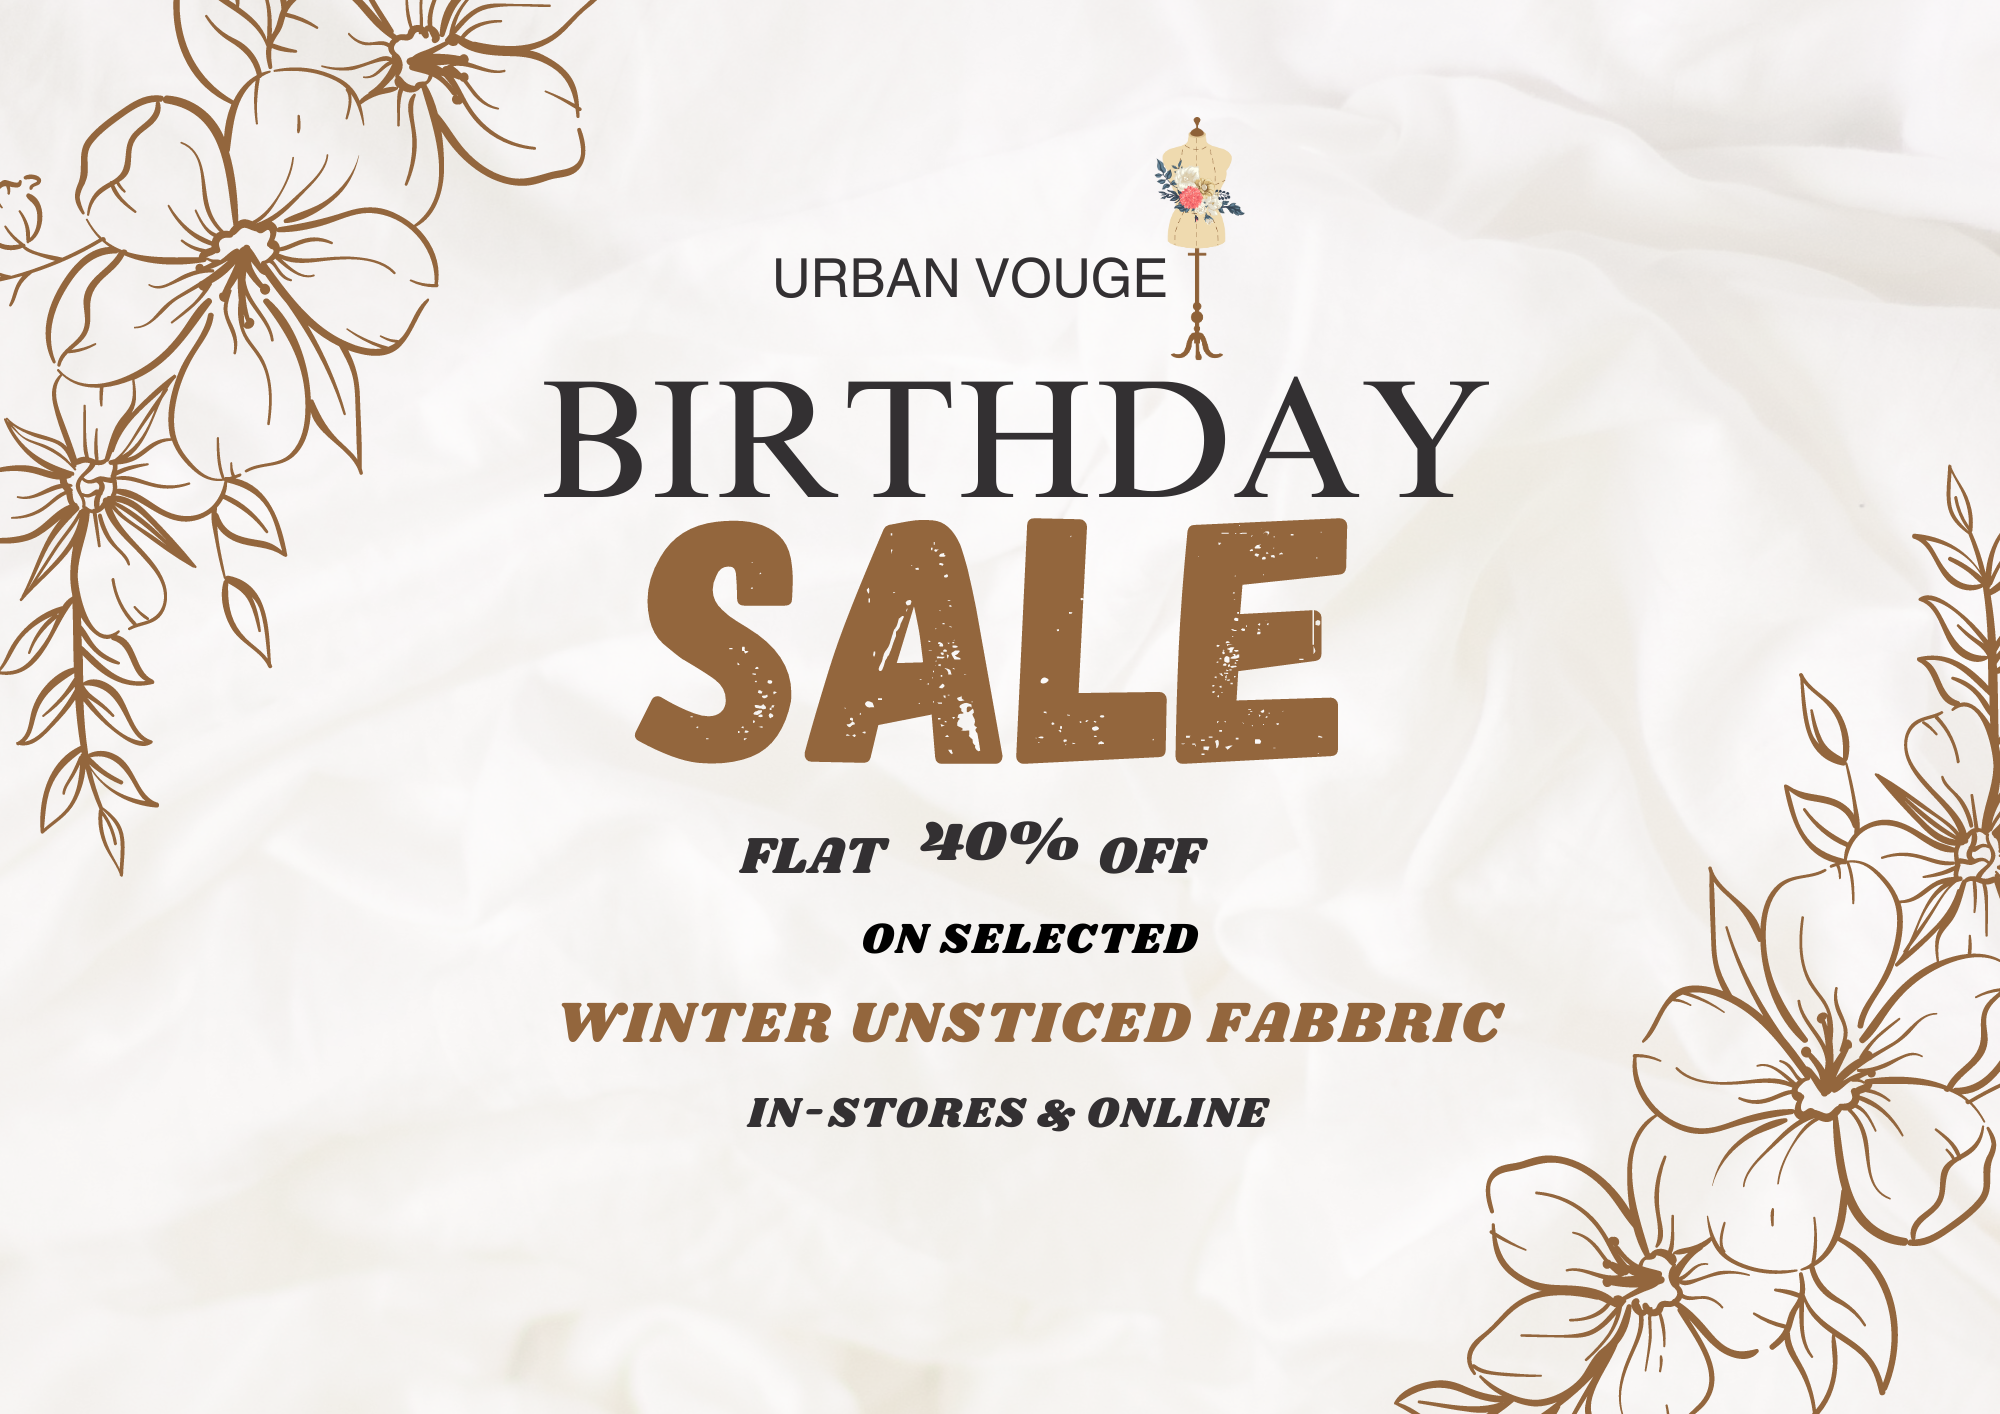 URBAN VOUGE
BIRTHDAY
SALE
FLAT 40% OFF
ON SELECTED
WINTER UNSTICED FABBRIC
IN-STORES & ONLINE